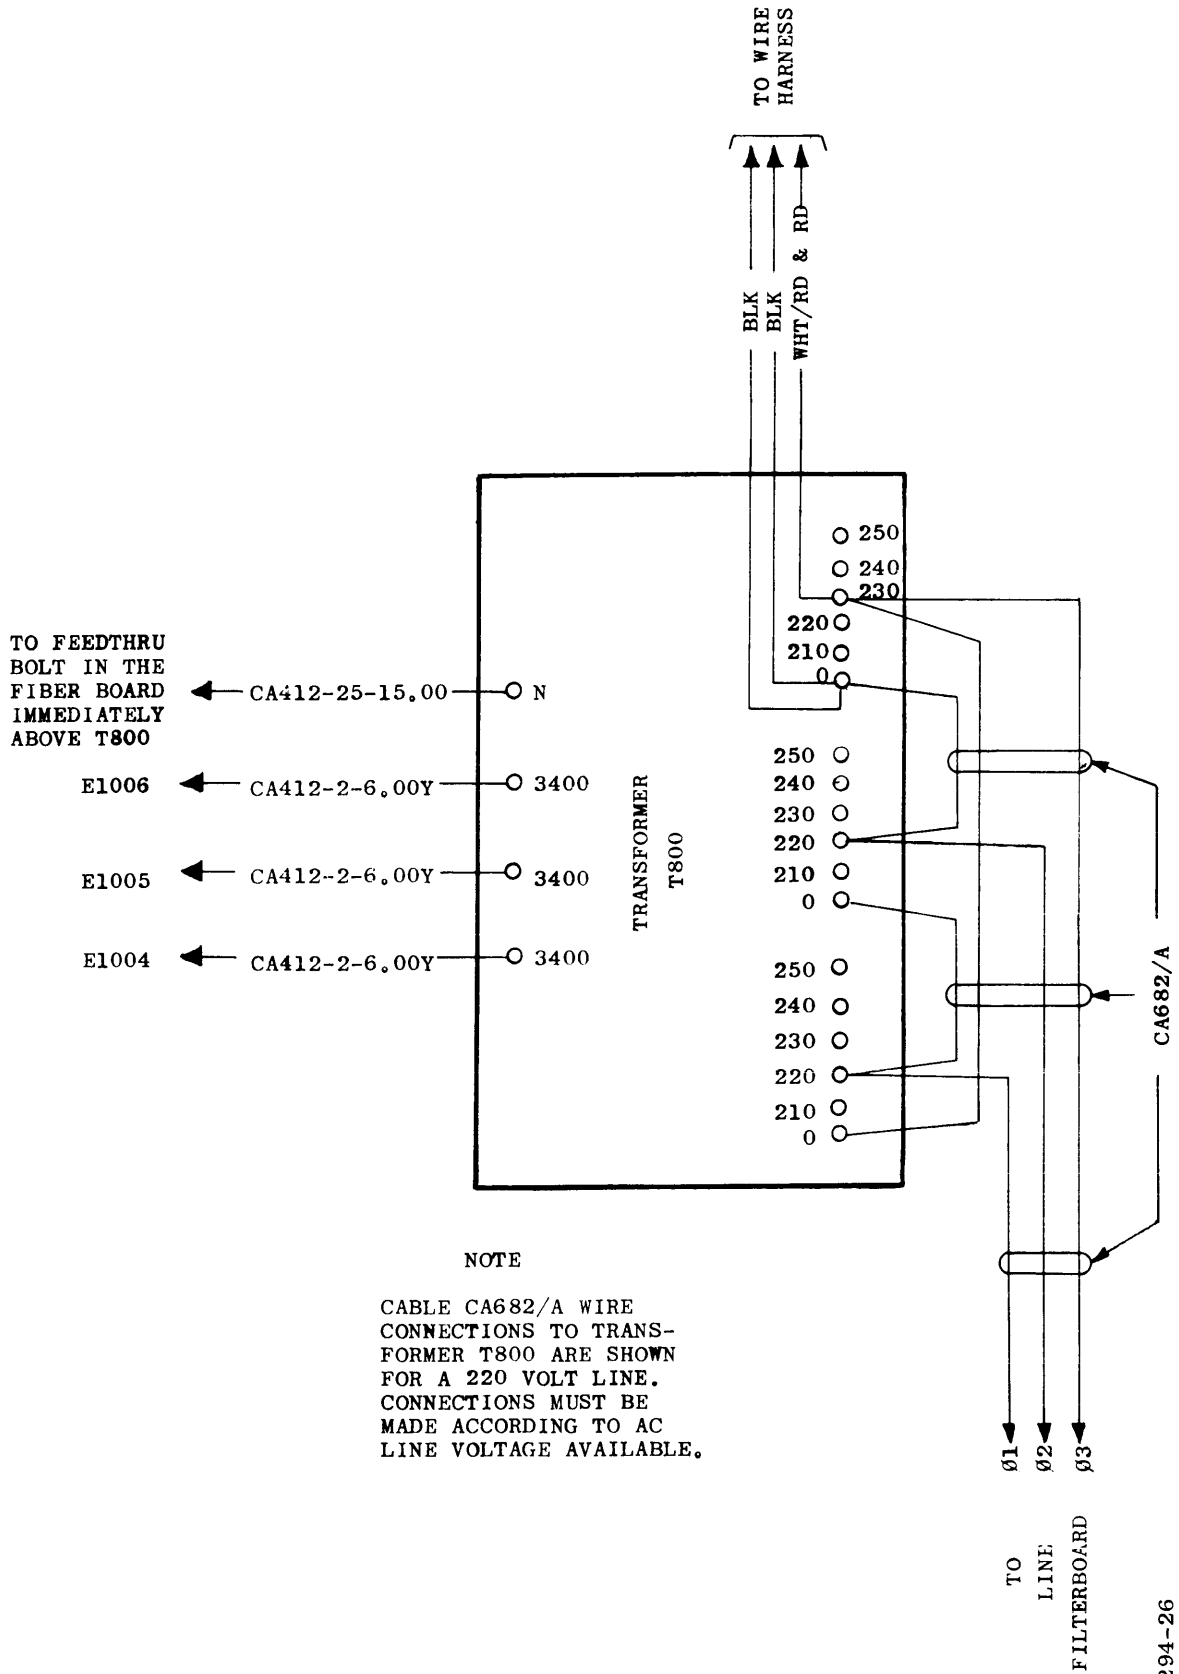 TO WIRE
HARNESS
BLK
BLK
WHT/RD & RD
250
240
230
220
210
0
TO FEEDTHRU
BOLT IN THE
FIBER BOARD
IMMEDIATELY
ABOVE T800
CA412-25-15.00
N
E1006
CA412-2-6.00Y
3400
E1005
CA412-2-6.00Y
3400
E1004
CA412-2-6.00Y
3400
TRANSFORMER
T800
250
240
230
220
210
0
250
240
230
220
210
0
CA682/A
NOTE
CABLE CA682/A WIRE
CONNECTIONS TO TRANS-
FORMER T800 ARE SHOWN
FOR A 220 VOLT LINE.
CONNECTIONS MUST BE
MADE ACCORDING TO AC
LINE VOLTAGE AVAILABLE.
Ø1
Ø2
Ø3
TO
LINE
FILTERBOARD
294-26